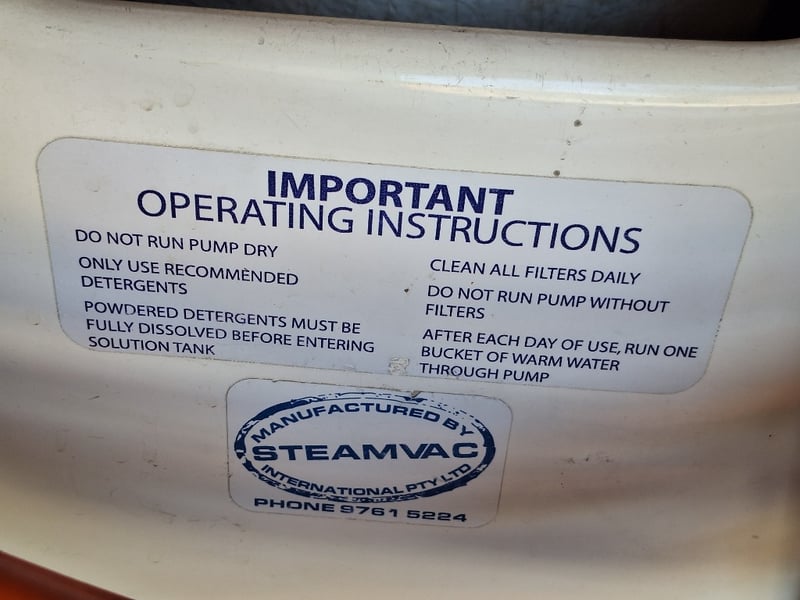 IMPORTANT
OPERATING INSTRUCTIONS
DO NOT RUN PUMP DRY
ONLY USE RECOMMENDED
DETERGENTS
POWDERED DETERGENTS MUST BE
FULLY DISSOLVED BEFORE ENTERING
SOLUTION TANK
CLEAN ALL FILTERS DAILY
DO NOT RUN PUMP WITHOUT
FILTERS
AFTER EACH DAY OF USE, RUN ONE
BUCKET OF WARM WATER
THROUGH PUMP
MANUFACTURED BY
STEAMVAC
INTERNATIONAL PTY LTD
PHONE 9761 5224